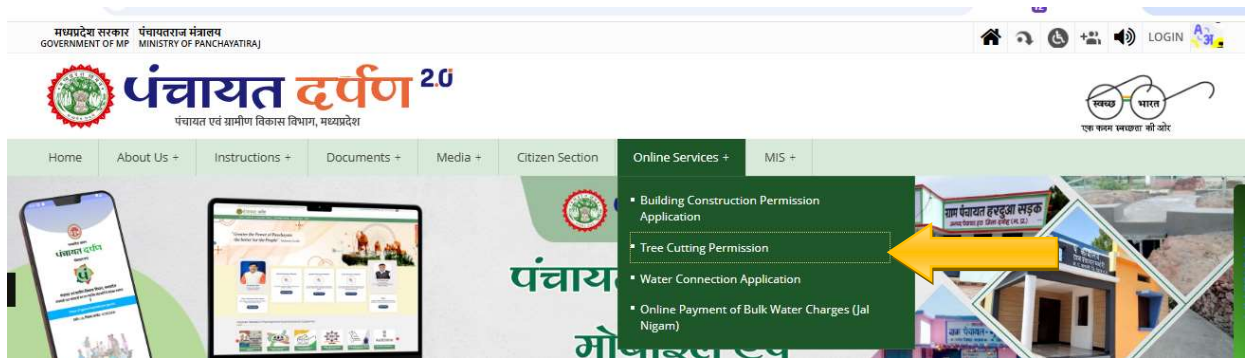 मध्यप्रदेश सरकार पंचायतराज मंत्रालय
GOVERNMENT OF MP MINISTRY OF PANCHAYATIRAJ
LOGIN
पंचायत दर्पण 2.0
पंचायत एवं ग्रामीण विकास विभाग, मध्यप्रदेश
स्वच्छ भारत
एक कदम स्वच्छता की ओर
Home About Us + Instructions + Documents + Media + Citizen Section Online Services + MIS +
Building Construction Permission
Application
Tree Cutting Permission
Water Connection Application
Online Payment of Bulk Water Charges (Jal
Nigam)
ग्राम पंचायत हरदुआ सड़क
पंचायत दर्पण